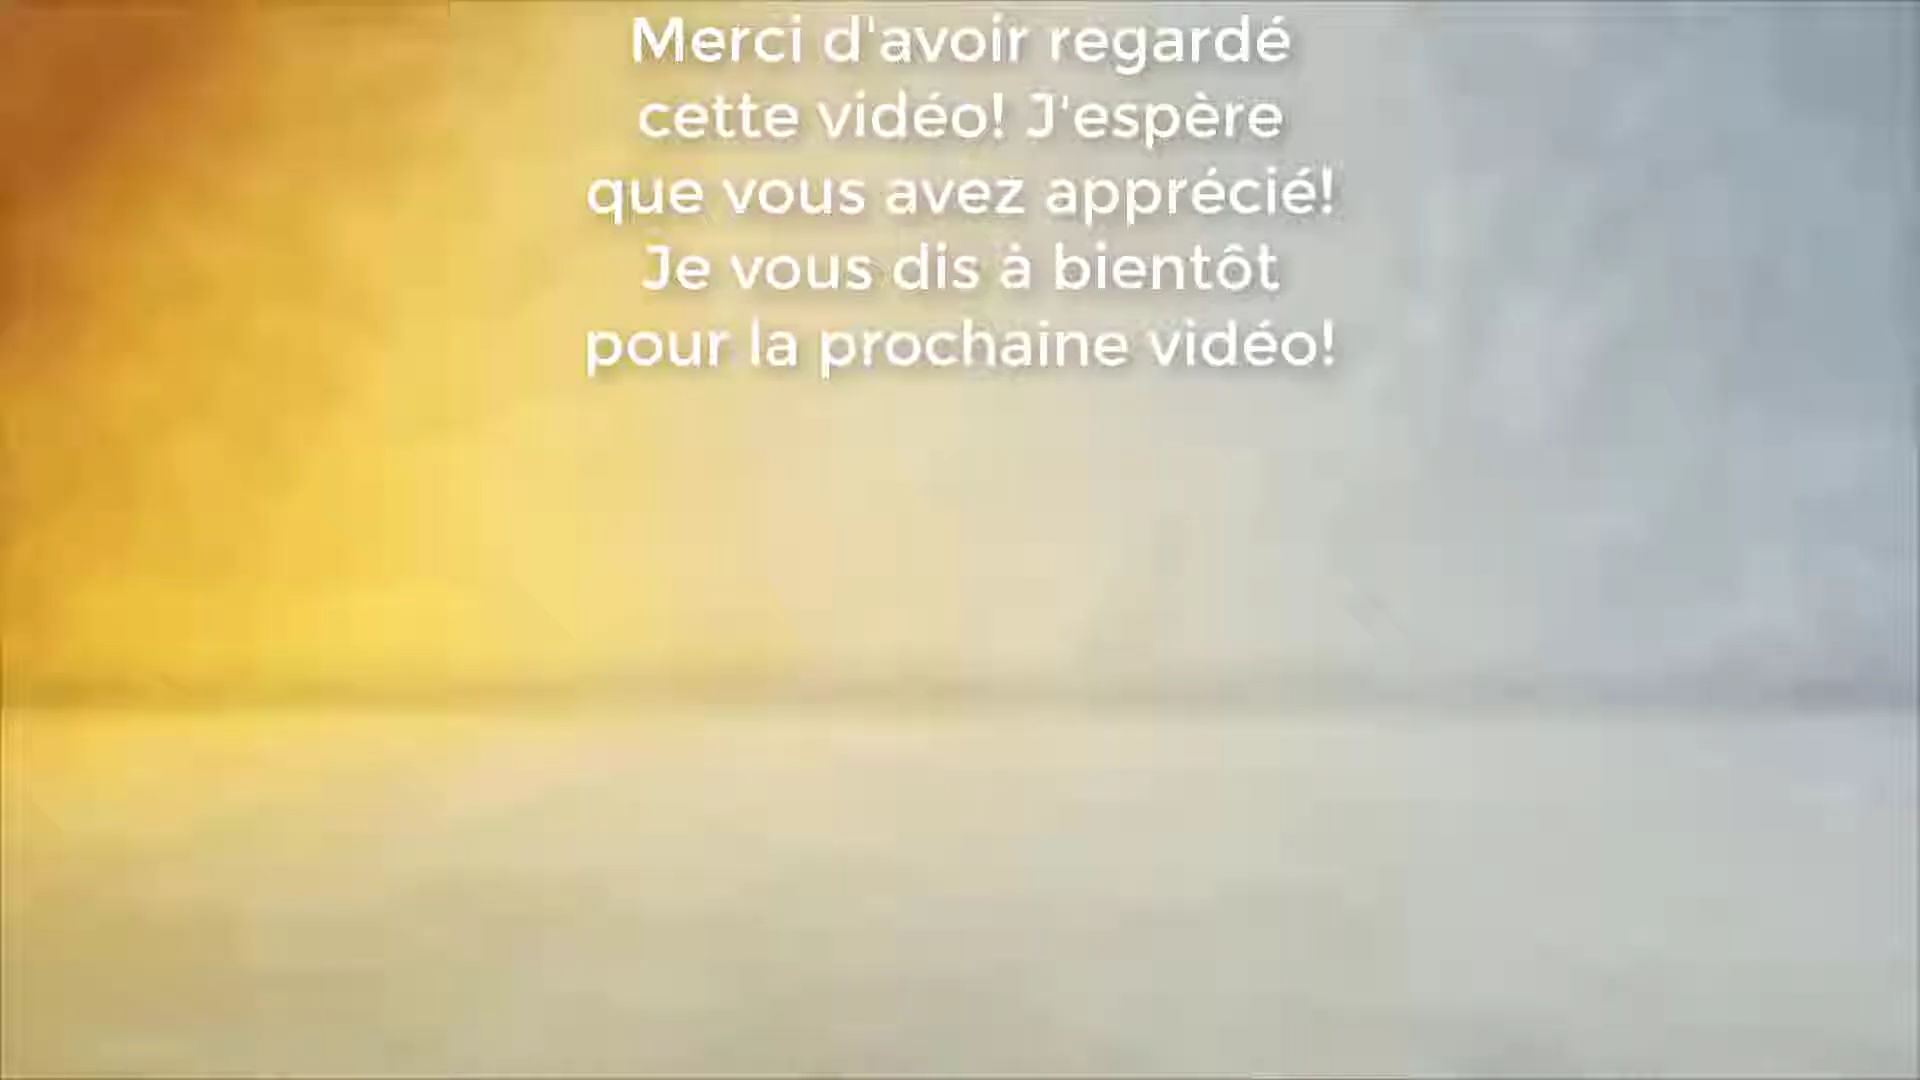 Merci d'avoir regardé
cette vidéo! J'espère
que vous avez apprécié!
Je vous dis à bientôt
pour la prochaine vidéo!